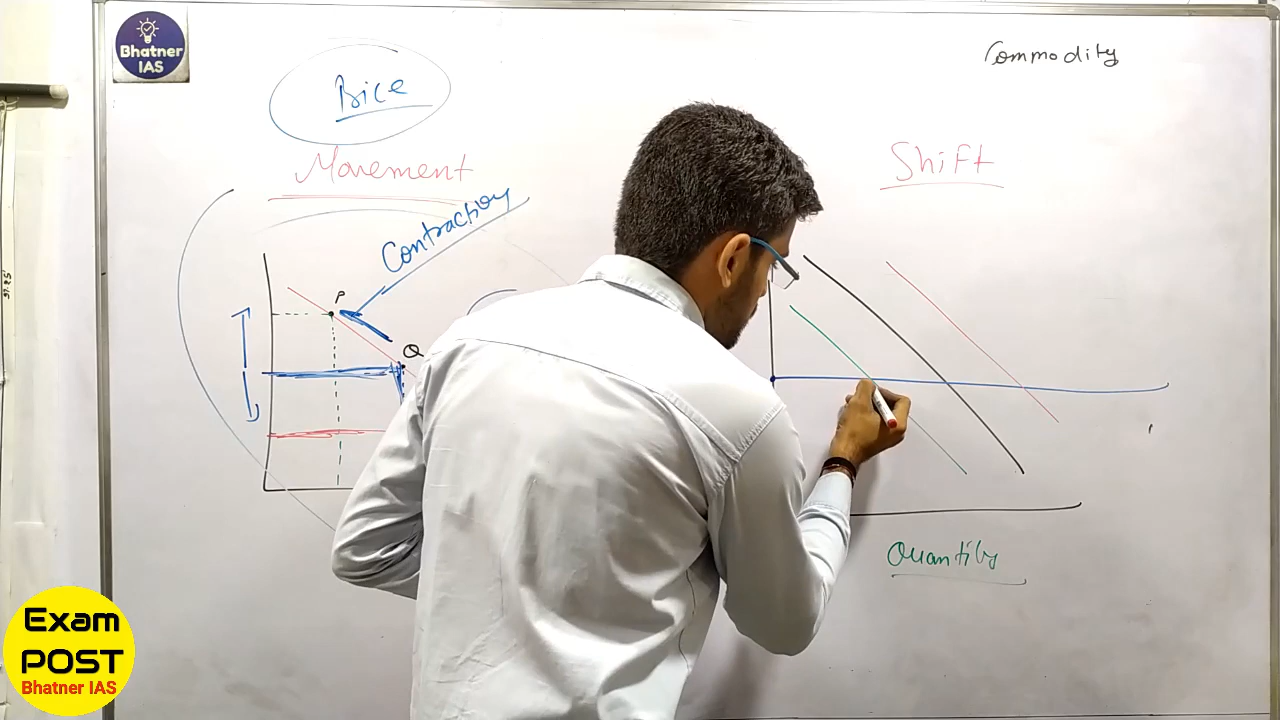 Bhatner
IAS
Commodity
Price
Movement
Shift
Contraction
P
Q
Quantity
Exam
POST
Bhatner IAS